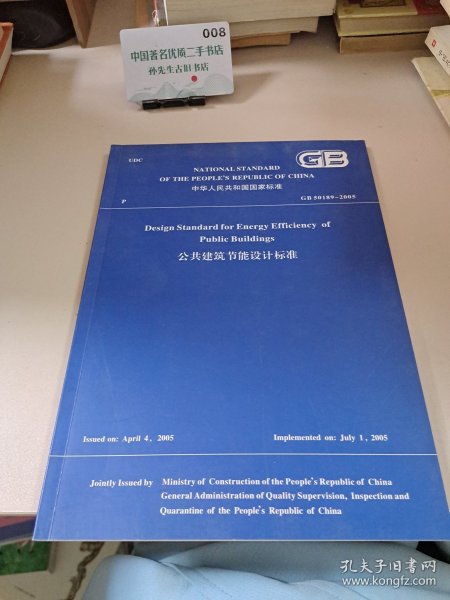 008
中国著名优质二手书店
孙先生古旧书店
UDC
GB
NATIONAL STANDARD
OF THE PEOPLE'S REPUBLIC OF CHINA
中华人民共和国国家标准
P
GB 50189-2005
Design Standard for Energy Efficiency of
Public Buildings
公共建筑节能设计标准
Issued on: April 4, 2005
Implemented on: July 1, 2005
Jointly Issued by Ministry of Construction of the People's Republic of China
General Administration of Quality Supervision, Inspection and
Quarantine of the People's Republic of China
孔夫子旧书网
www.kongfz.com